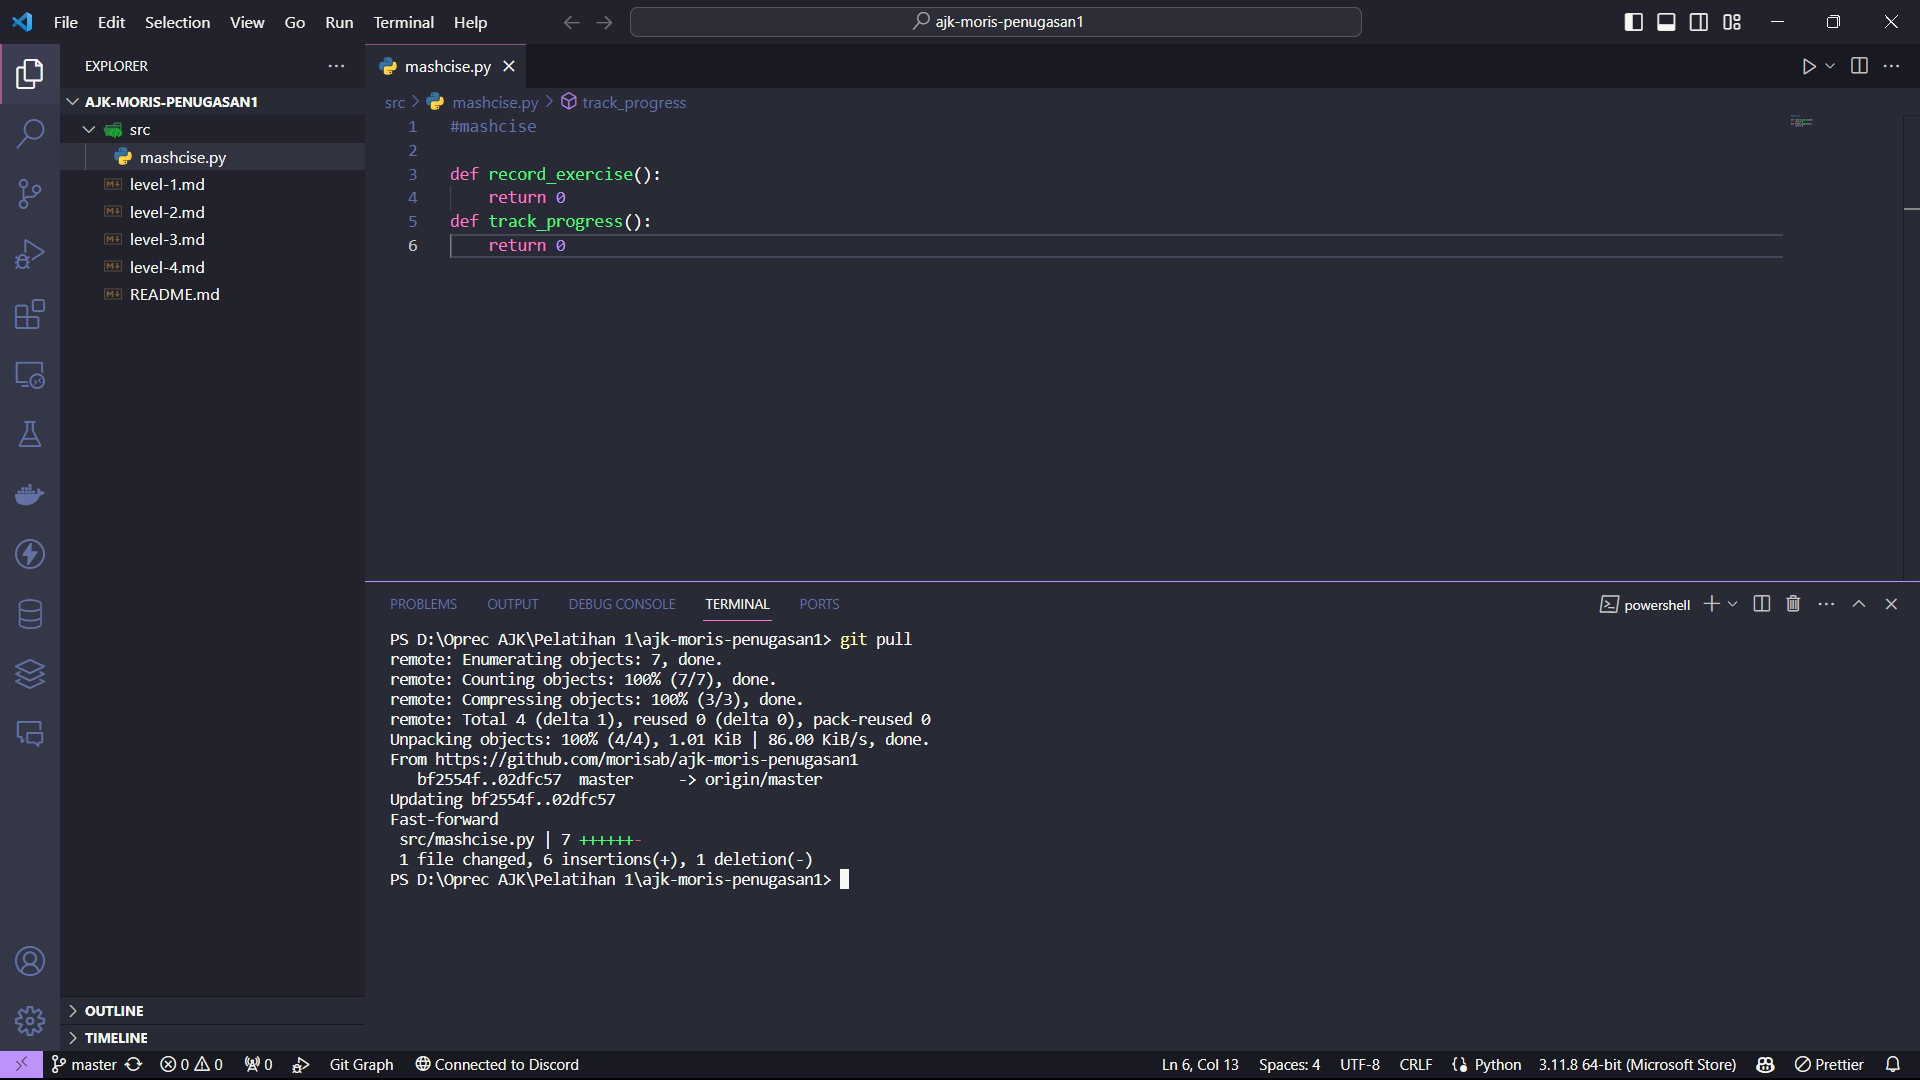 File Edit Selection View Go Run Terminal Help
ajk-moris-penugasan1
EXPLORER
AJK-MORIS-PENUGASAN1
src
mashcise.py
level-1.md
level-2.md
level-3.md
level-4.md
README.md
OUTLINE
TIMELINE
mashcise.py
src > mashcise.py > track_progress
1 #mashcise
2
3 def record_exercise():
4     return 0
5 def track_progress():
6     return 0
PROBLEMS OUTPUT DEBUG CONSOLE TERMINAL PORTS
powershell
PS D:\Oprec AJK\Pelatihan 1\ajk-moris-penugasan1> git pull
remote: Enumerating objects: 7, done.
remote: Counting objects: 100% (7/7), done.
remote: Compressing objects: 100% (3/3), done.
remote: Total 4 (delta 1), reused 0 (delta 0), pack-reused 0
Unpacking objects: 100% (4/4), 1.01 KiB | 86.00 KiB/s, done.
From https://github.com/morisab/ajk-moris-penugasan1
   bf2554f..02dfc57  master     -> origin/master
Updating bf2554f..02dfc57
Fast-forward
 src/mashcise.py | 7 ++++++-
 1 file changed, 6 insertions(+), 1 deletion(-)
PS D:\Oprec AJK\Pelatihan 1\ajk-moris-penugasan1>
master 0 0 0 Git Graph Connected to Discord Ln 6, Col 13 Spaces: 4 UTF-8 CRLF Python 3.11.8 64-bit (Microsoft Store) Prettier